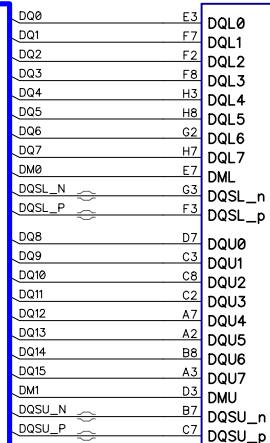 DQ0 E3 DQL0
DQ1 F7 DQL1
DQ2 F2 DQL2
DQ3 F8 DQL3
DQ4 H3 DQL4
DQ5 H8 DQL5
DQ6 G2 DQL6
DQ7 H7 DQL7
DM0 E7 DML
DQSL_N G3 DQSL_n
DQSL_P F3 DQSL_p
DQ8 D7 DQU0
DQ9 C3 DQU1
DQ10 C8 DQU2
DQ11 C2 DQU3
DQ12 A7 DQU4
DQ13 A2 DQU5
DQ14 B8 DQU6
DQ15 A3 DQU7
DM1 D3 DMU
DQSU_N B7 DQSU_n
DQSU_P C7 DQSU_p